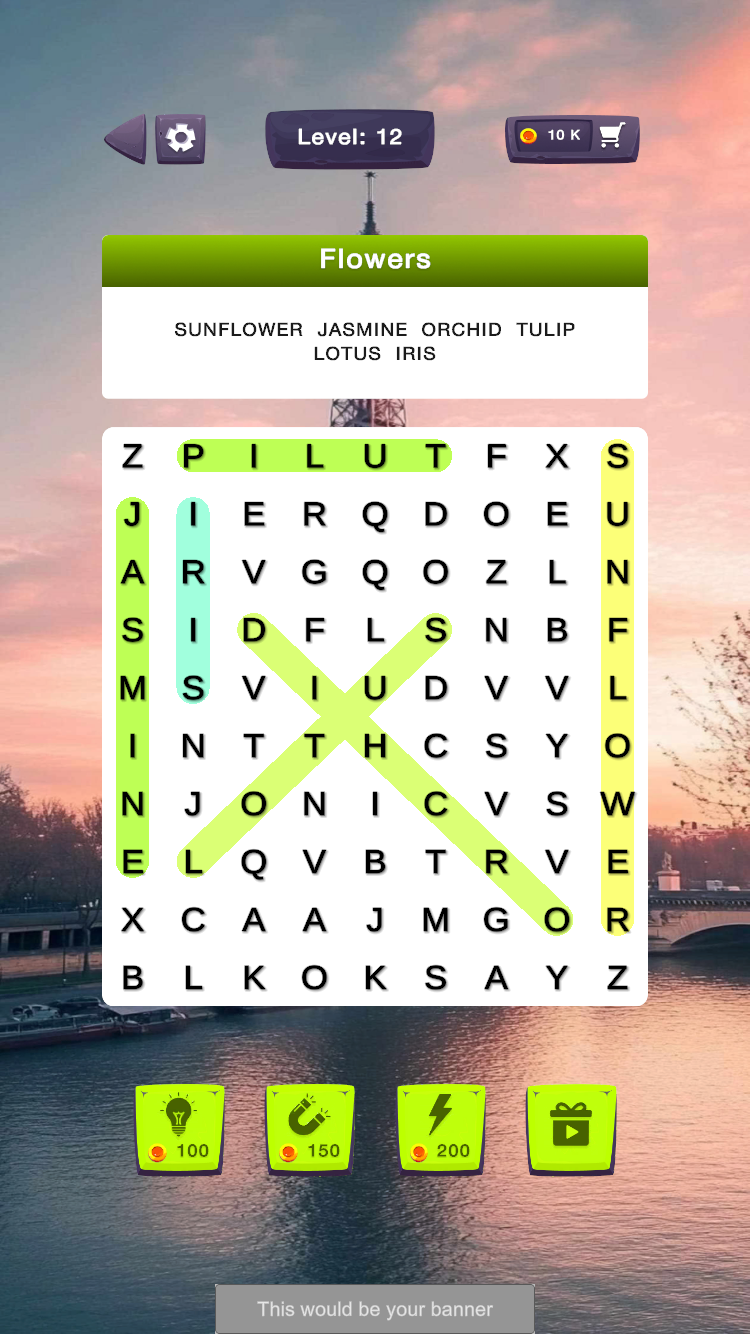 Level: 12
10 K
Flowers
SUNFLOWER JASMINE ORCHID TULIP
LOTUS IRIS
Z P I L U T F X S
J I E R Q D O E U
A R V G Q O Z L N
S I D F L S N B F
M S V I U D V V L
I N T T H C S Y O
N J O N I C V S W
E L Q V B T R V E
X C A A J M G O R
B L K O K S A Y Z
100 150 200
This would be your banner